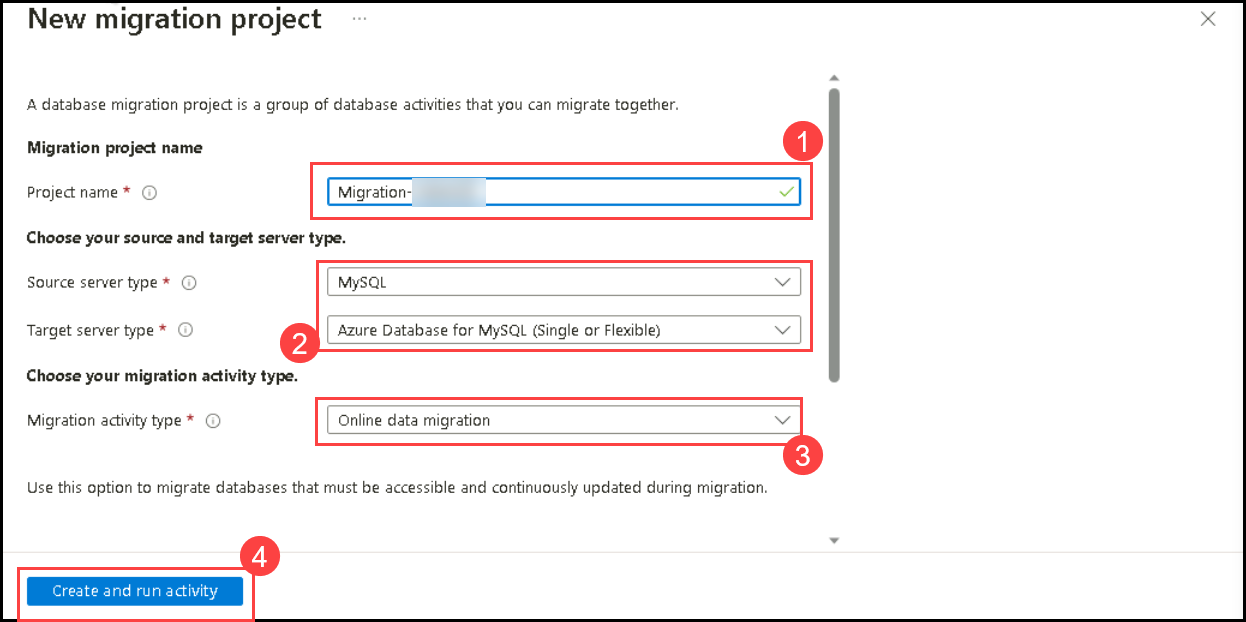 New migration project ...
A database migration project is a group of database activities that you can migrate together.
1
Migration project name
Project name * Migration-
Choose your source and target server type.
Source server type * MySQL
Target server type * Azure Database for MySQL (Single or Flexible)
2
Choose your migration activity type.
Migration activity type * Online data migration
3
Use this option to migrate databases that must be accessible and continuously updated during migration.
4
Create and run activity